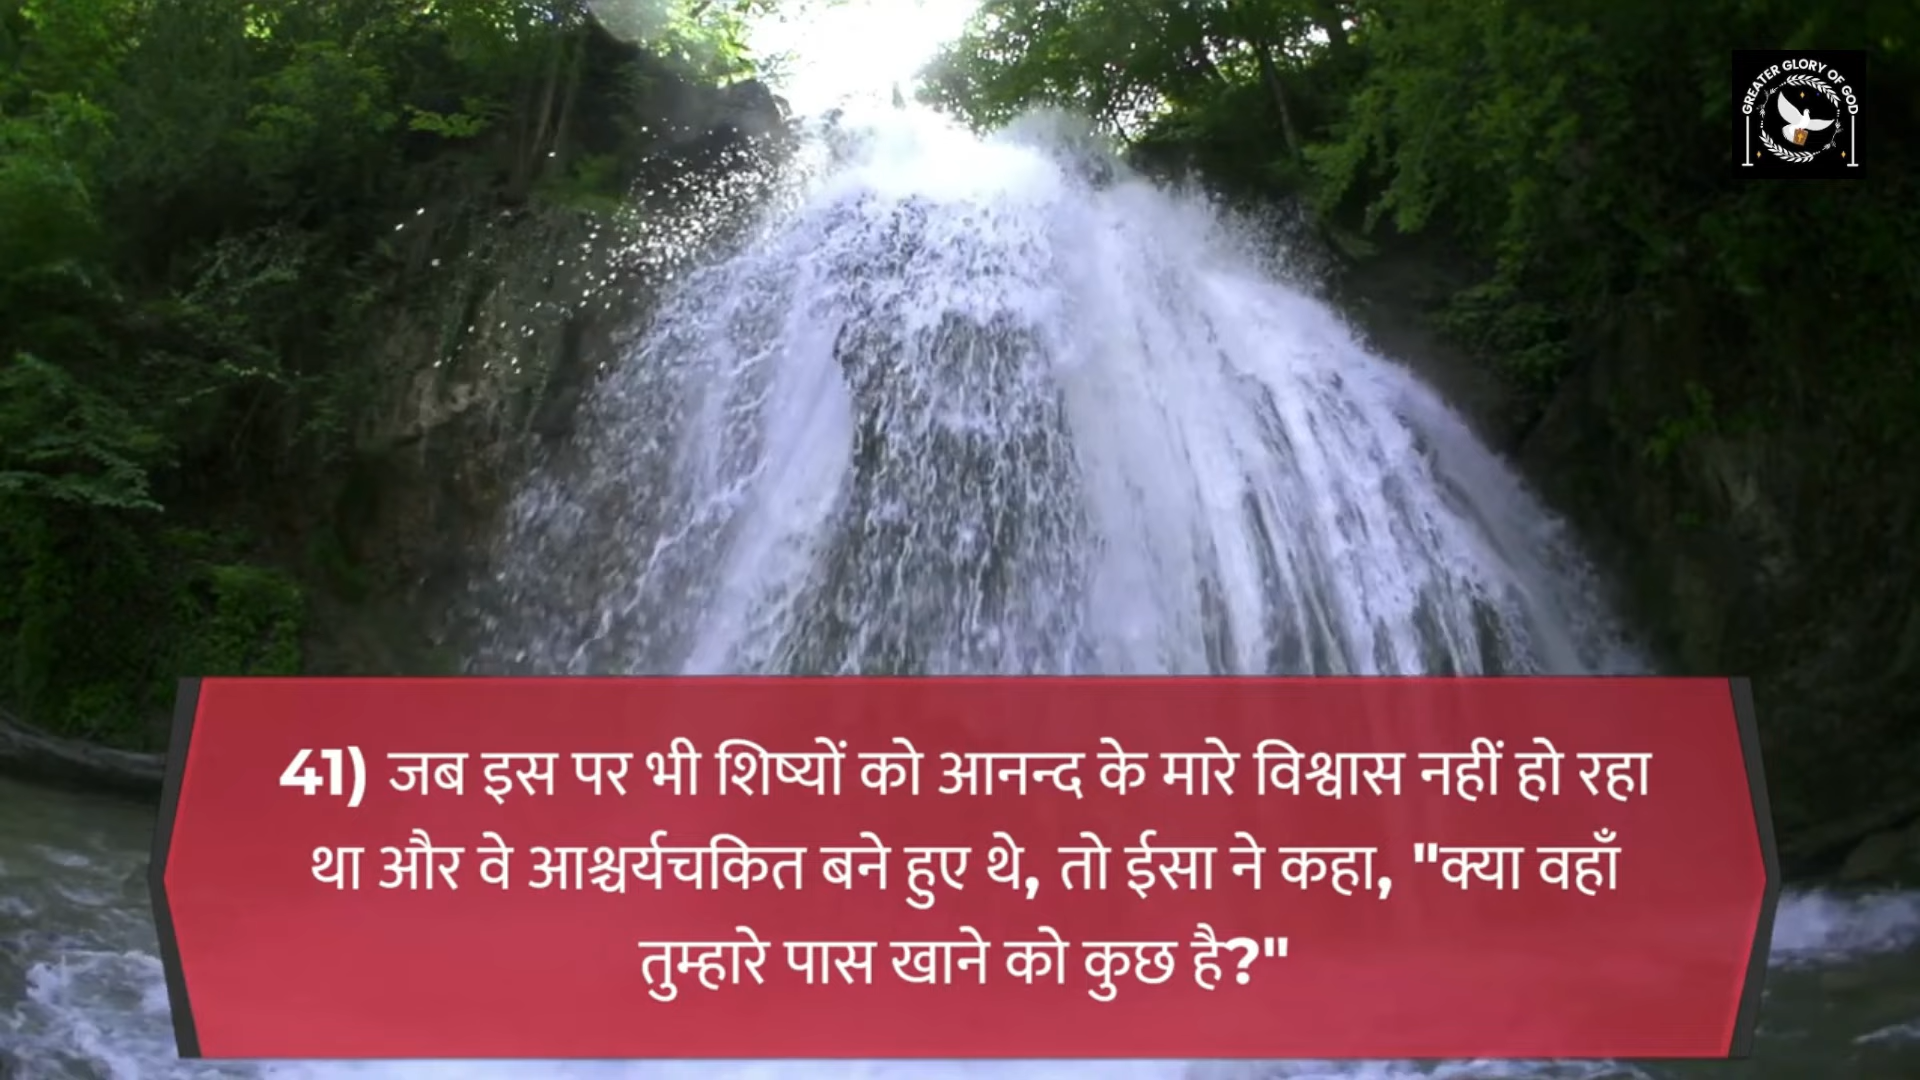 GREATER GLORY OF GOD
41) जब इस पर भी शिष्यों को आनन्द के मारे विश्वास नहीं हो रहा
था और वे आश्चर्यचकित बने हुए थे, तो ईसा ने कहा, "क्या वहाँ
तुम्हारे पास खाने को कुछ है?"